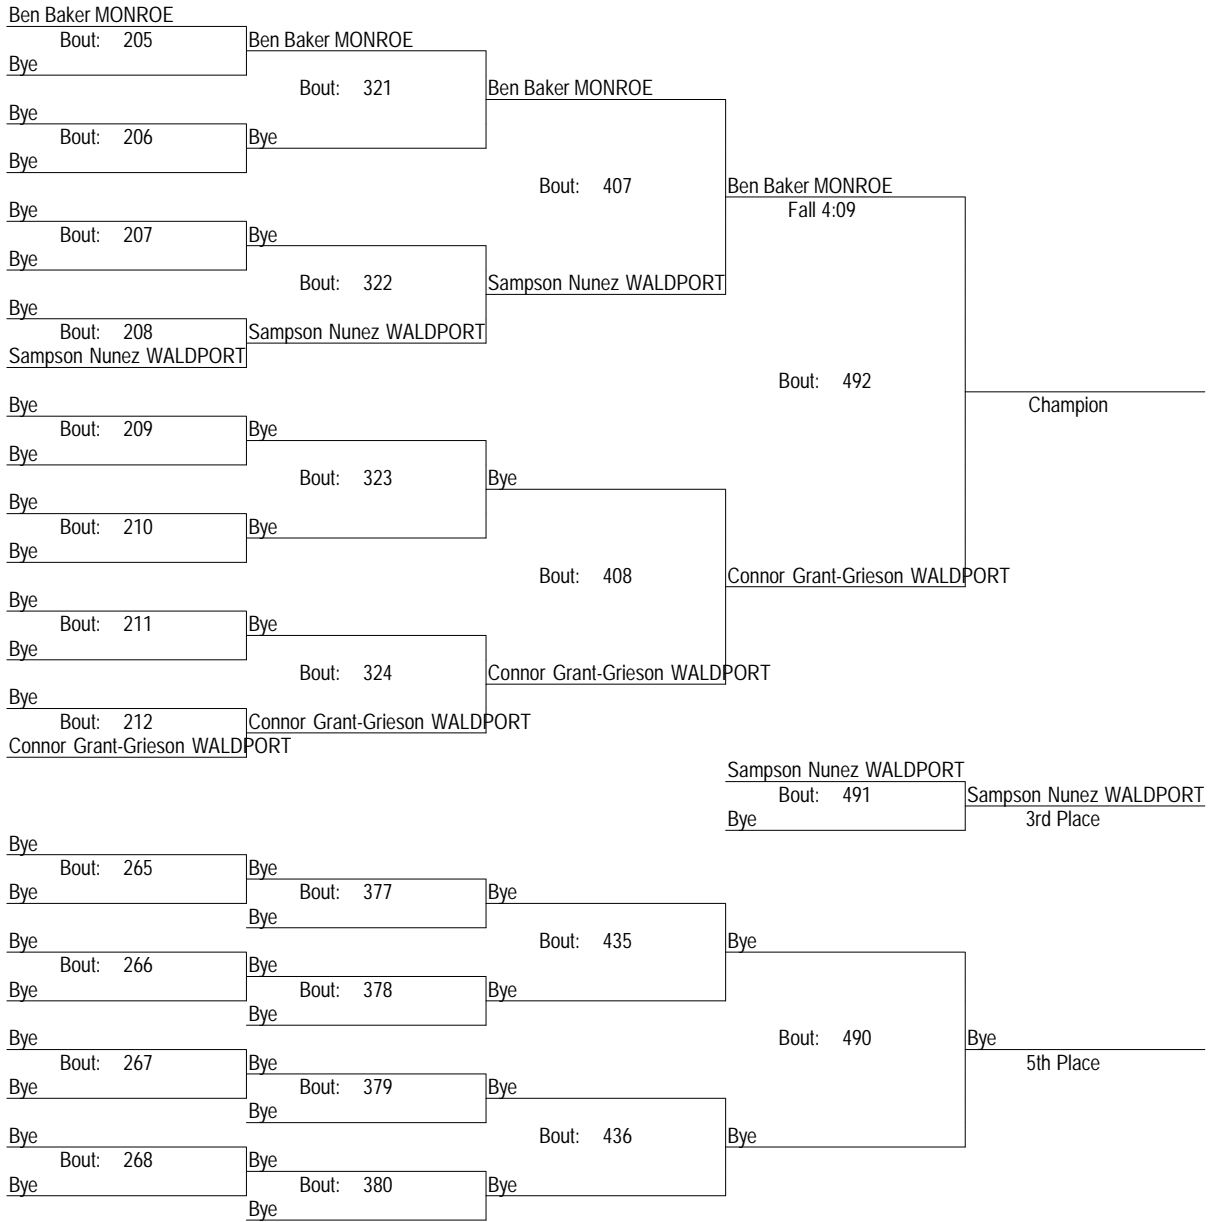 Ben Baker MONROE
Bout: 205 Ben Baker MONROE
Bye
Bout: 321 Ben Baker MONROE
Bye
Bout: 206 Bye
Bye
Bout: 407 Ben Baker MONROE
Bye Fall 4:09
Bout: 207 Bye
Bye
Bout: 322 Sampson Nunez WALDPORT
Bye
Bout: 208 Sampson Nunez WALDPORT
Sampson Nunez WALDPORT
Bout: 492
Bye Champion
Bout: 209 Bye
Bye
Bout: 323 Bye
Bye
Bout: 210 Bye
Bye
Bout: 408 Connor Grant-Grieson WALDPORT
Bye
Bout: 211 Bye
Bye
Bout: 324 Connor Grant-Grieson WALDPORT
Bye
Bout: 212 Connor Grant-Grieson WALDPORT
Connor Grant-Grieson WALDPORT
Sampson Nunez WALDPORT
Bout: 491 Sampson Nunez WALDPORT
Bye 3rd Place
Bye
Bout: 265 Bye
Bye Bout: 377 Bye
Bye
Bye Bout: 435 Bye
Bout: 266 Bye
Bye Bout: 378 Bye
Bye
Bye Bout: 490 Bye
Bout: 267 Bye 5th Place
Bye Bout: 379 Bye
Bye
Bye Bout: 436 Bye
Bout: 268 Bye
Bye Bout: 380 Bye
Bye